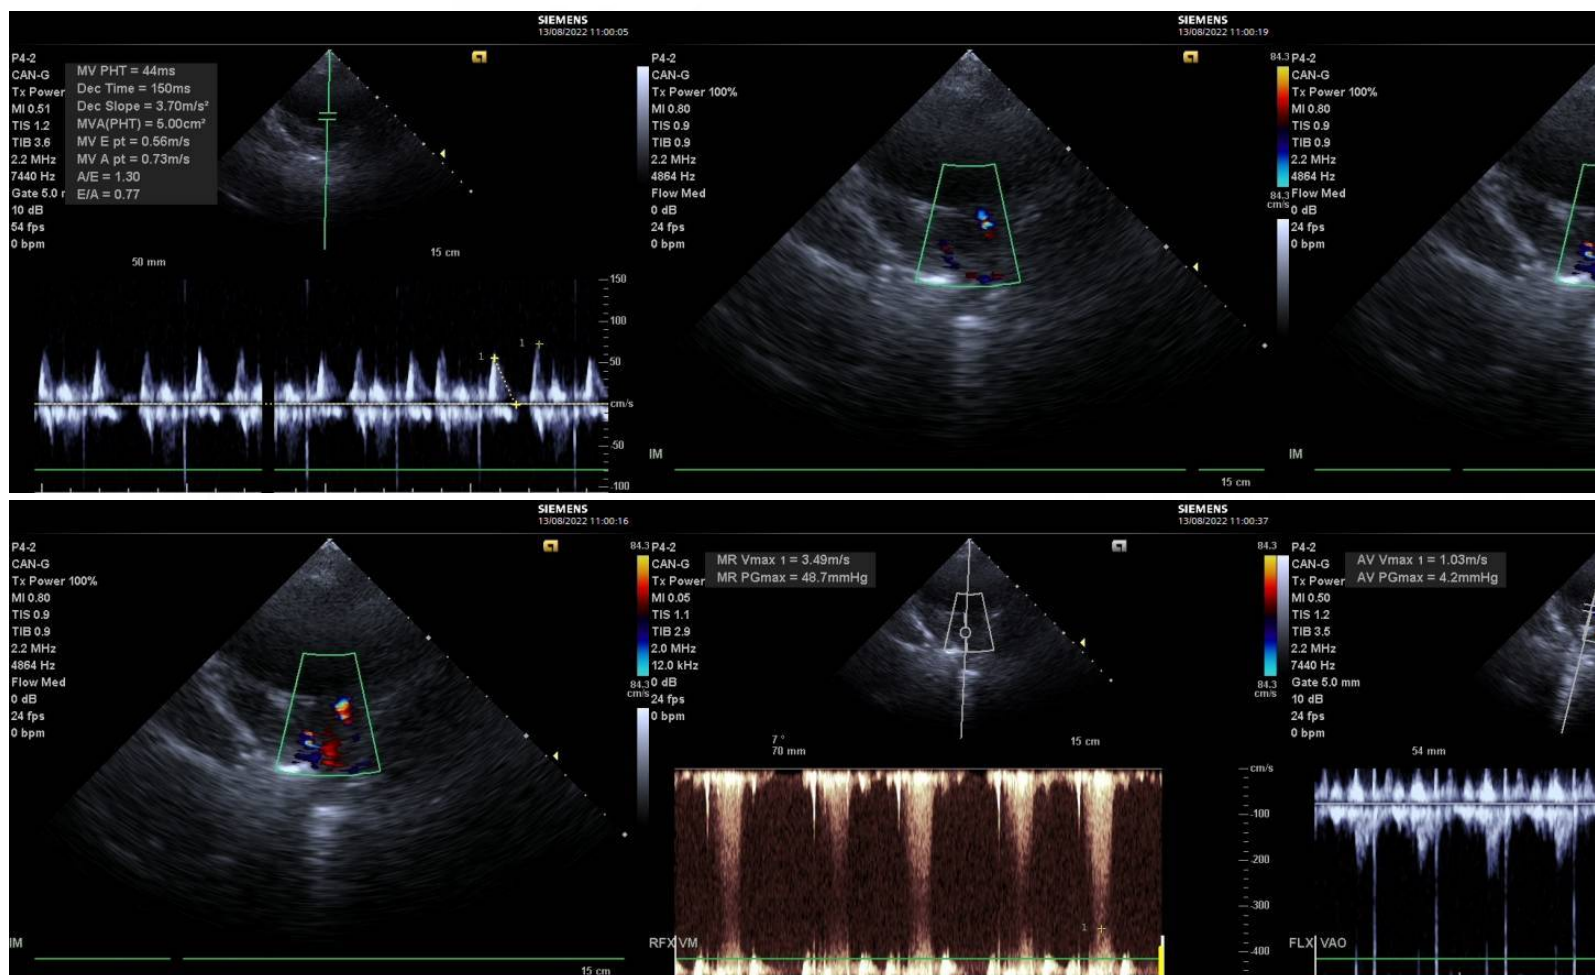 SIEMENS
13/08/2022 11:00:05
P4-2
CAN-G
Tx Power 100%
MI 0.51
TIS 1.2
TIB 3.6
2.2 MHz
7440 Hz
Gate 5.0
10 dB
54 fps
0 bpm
MV PHT = 44ms
Dec Time = 150ms
Dec Slope = 3.70m/s²
MVA(PHT) = 5.00cm²
MV E pt = 0.56m/s
MV A pt = 0.73m/s
A/E = 1.30
E/A = 0.77
50 mm
15 cm
150
100
50
cm/s
-50
-100
1
1
SIEMENS
13/08/2022 11:00:19
P4-2
CAN-G
Tx Power 100%
MI 0.80
TIS 0.9
TIB 0.9
2.2 MHz
4864 Hz
Flow Med
0 dB
24 fps
0 bpm
IM
15 cm
84.3
84.3
cm/s
P4-2
CAN-G
Tx Power 100%
MI 0.80
TIS 0.9
TIB 0.9
2.2 MHz
4864 Hz
Flow Med
0 dB
24 fps
0 bpm
IM
SIEMENS
13/08/2022 11:00:16
P4-2
CAN-G
Tx Power 100%
MI 0.80
TIS 0.9
TIB 0.9
2.2 MHz
4864 Hz
Flow Med
0 dB
24 fps
0 bpm
IM
15 cm
84.3
84.3
cm/s
SIEMENS
13/08/2022 11:00:37
P4-2
CAN-G
Tx Power
MI 0.05
TIS 1.1
TIB 2.9
2.0 MHz
12.0 kHz
0 dB
24 fps
0 bpm
MR Vmax 1 = 3.49m/s
MR PGmax = 48.7mmHg
7 °
70 mm
15 cm
cm/s
-100
-200
-300
-400
1
RFX VM
84.3
84.3
cm/s
P4-2
CAN-G
Tx Power
MI 0.50
TIS 1.2
TIB 3.5
2.2 MHz
7440 Hz
Gate 5.0 mm
10 dB
24 fps
0 bpm
AV Vmax 1 = 1.03m/s
AV PGmax = 4.2mmHg
54 mm
FLX VAO